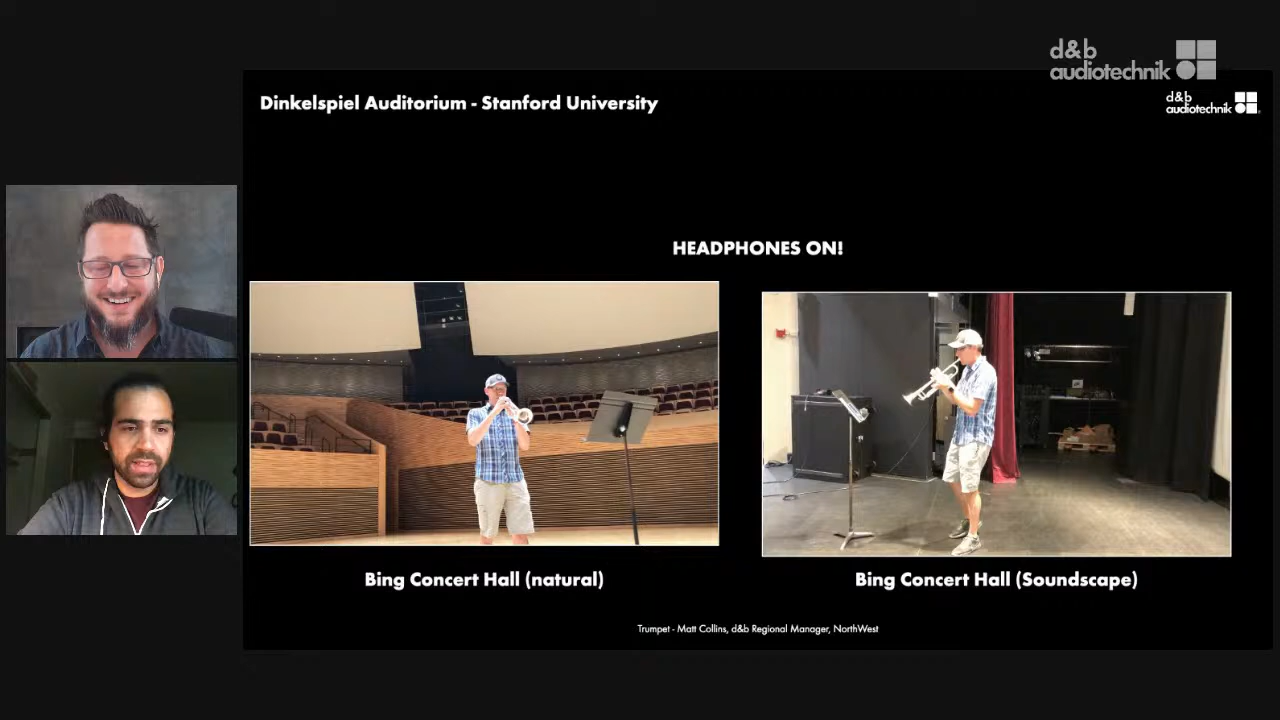 d&b
audiotechnik
Dinkelspiel Auditorium - Stanford University
d&b
audiotechnik
HEADPHONES ON!
Bing Concert Hall (natural)
Bing Concert Hall (Soundscape)
Trumpet - Matt Collins, d&b Regional Manager, NorthWest